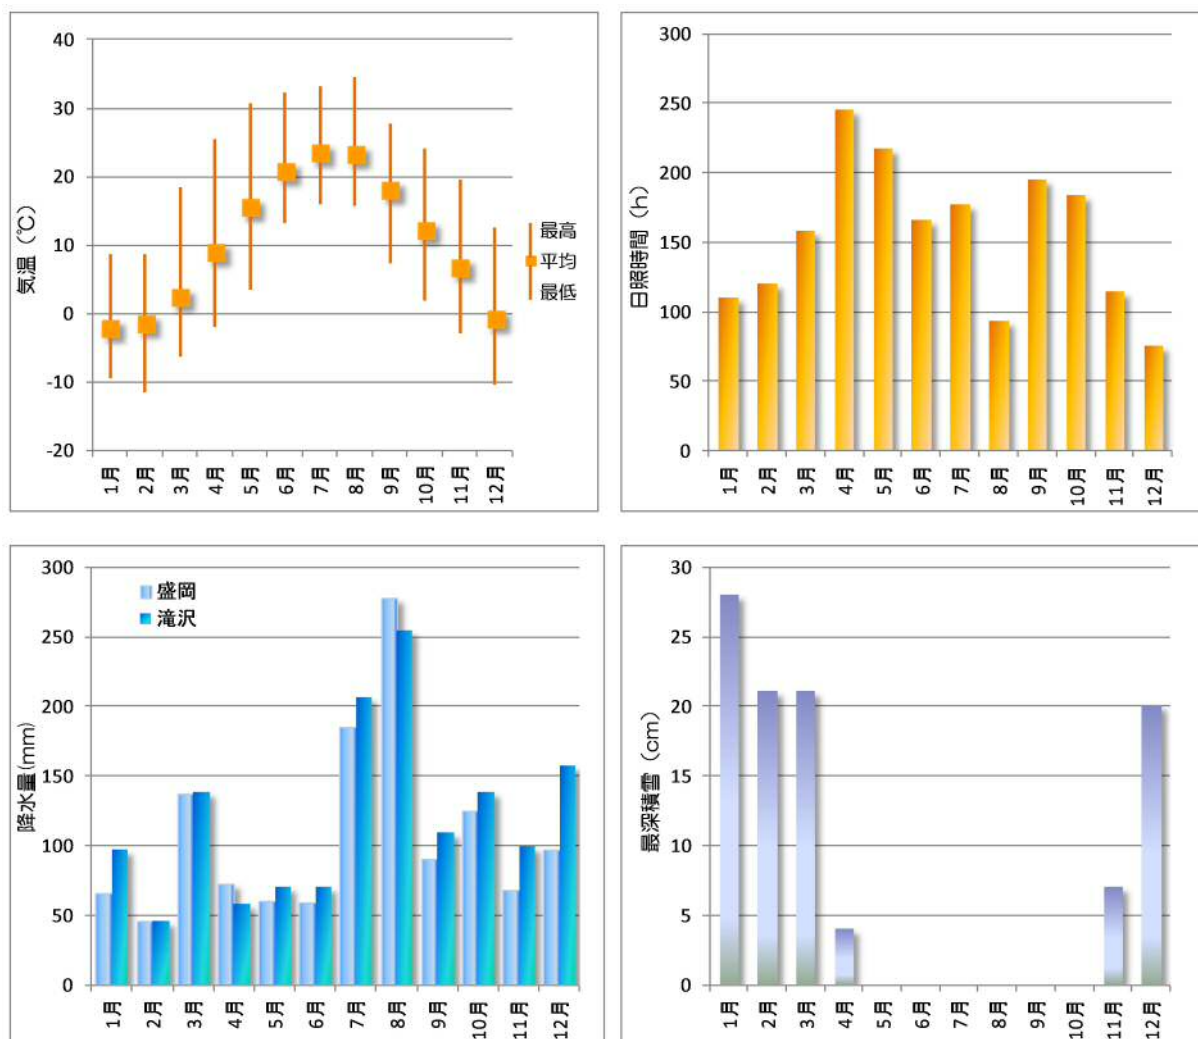 40
30
20
10
0
-10
-20
気温（℃）
1月
2月
3月
4月
5月
6月
7月
8月
9月
10月
11月
12月
最高
平均
最低
300
250
200
150
100
50
0
日照時間（h）
1月
2月
3月
4月
5月
6月
7月
8月
9月
10月
11月
12月
300
250
200
150
100
50
0
降水量(mm)
盛岡
滝沢
1月
2月
3月
4月
5月
6月
7月
8月
9月
10月
11月
12月
30
25
20
15
10
5
0
最深積雪（cm）
1月
2月
3月
4月
5月
6月
7月
8月
9月
10月
11月
12月